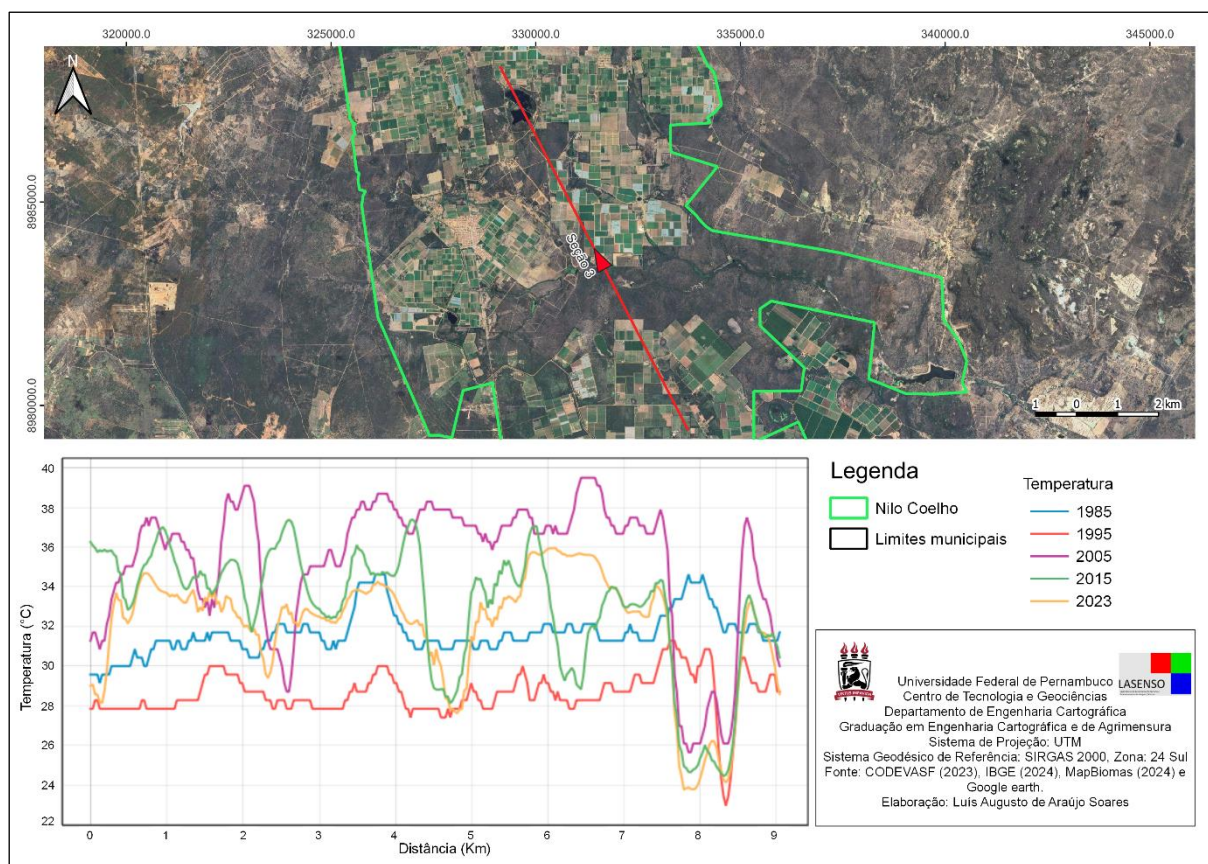 320000.0 325000.0 330000.0 335000.0 340000.0 345000.0
N
8985000.0
8980000.0
Seção 3
1 0 1 2 km
40
38
36
34
32
30
28
26
24
22
Temperatura (°C)
0 1 2 3 4 5 6 7 8 9
Distância (Km)
Legenda
Nilo Coelho
Limites municipais
Temperatura
1985
1995
2005
2015
2023
LASENSO
Universidade Federal de Pernambuco
Centro de Tecnologia e Geociências
Departamento de Engenharia Cartográfica
Graduação em Engenharia Cartográfica e de Agrimensura
Sistema de Projeção: UTM
Sistema Geodésico de Referência: SIRGAS 2000, Zona: 24 Sul
Fonte: CODEVASF (2023), IBGE (2024), MapBiomas (2024) e
Google earth.
Elaboração: Luís Augusto de Araújo Soares